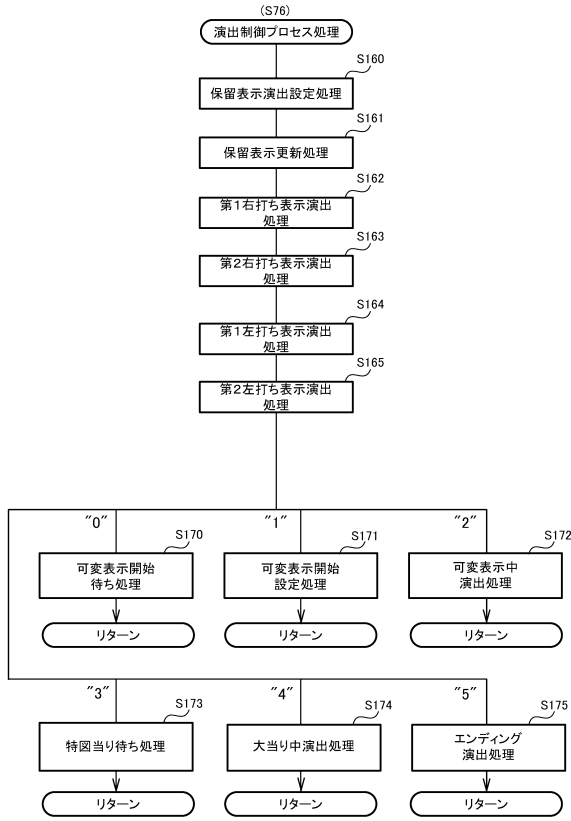 (S76)
演出制御プロセス処理
S160
保留表示演出設定処理
S161
保留表示更新処理
S162
第1右打ち表示演出
処理
S163
第2右打ち表示演出
処理
S164
第1左打ち表示演出
処理
S165
第2左打ち表示演出
処理
"0"
"1"
"2"
S170
可変表示開始
待ち処理
リターン
S171
可変表示開始
設定処理
リターン
S172
可変表示中
演出処理
リターン
"3"
"4"
"5"
S173
特図当り待ち処理
リターン
S174
大当り中演出処理
リターン
S175
エンディング
演出処理
リターン